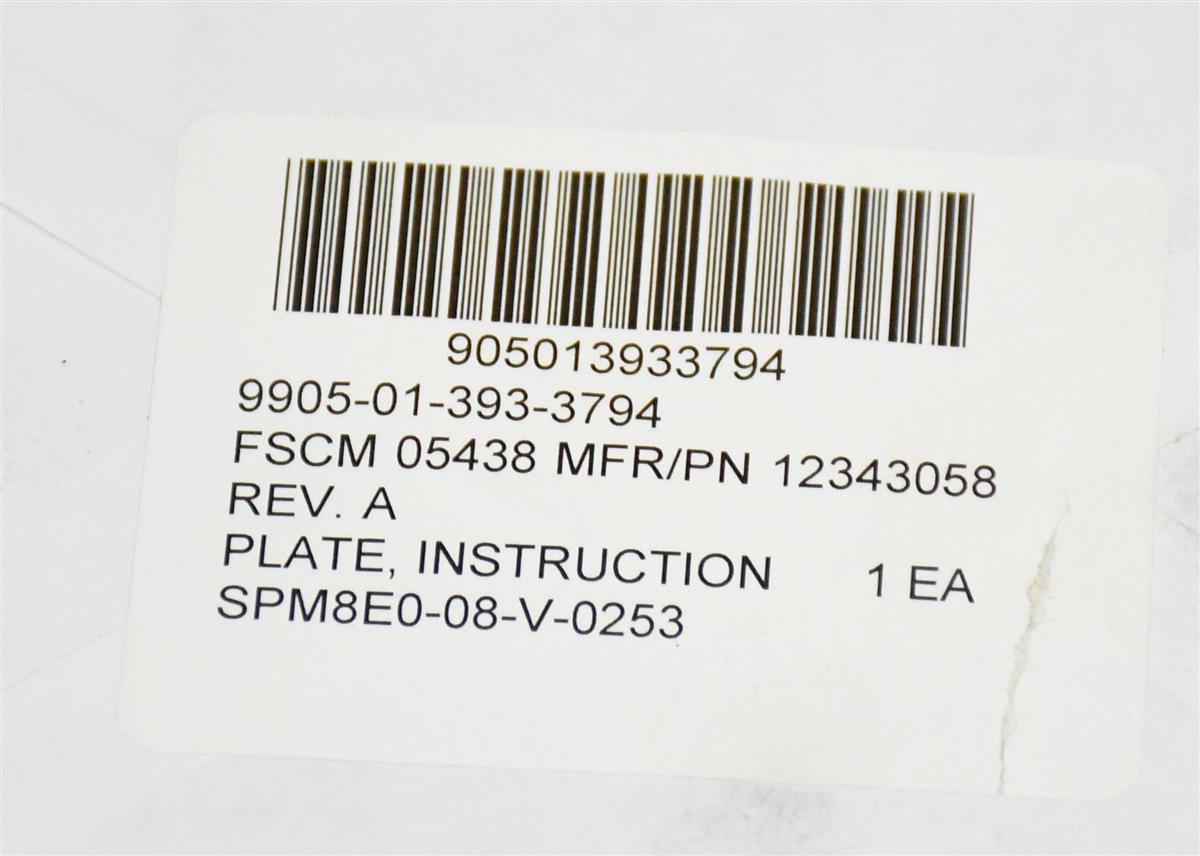 905013933794
9905-01-393-3794
FSCM 05438 MFR/PN 12343058
REV. A
PLATE, INSTRUCTION 1 EA
SPM8E0-08-V-0253